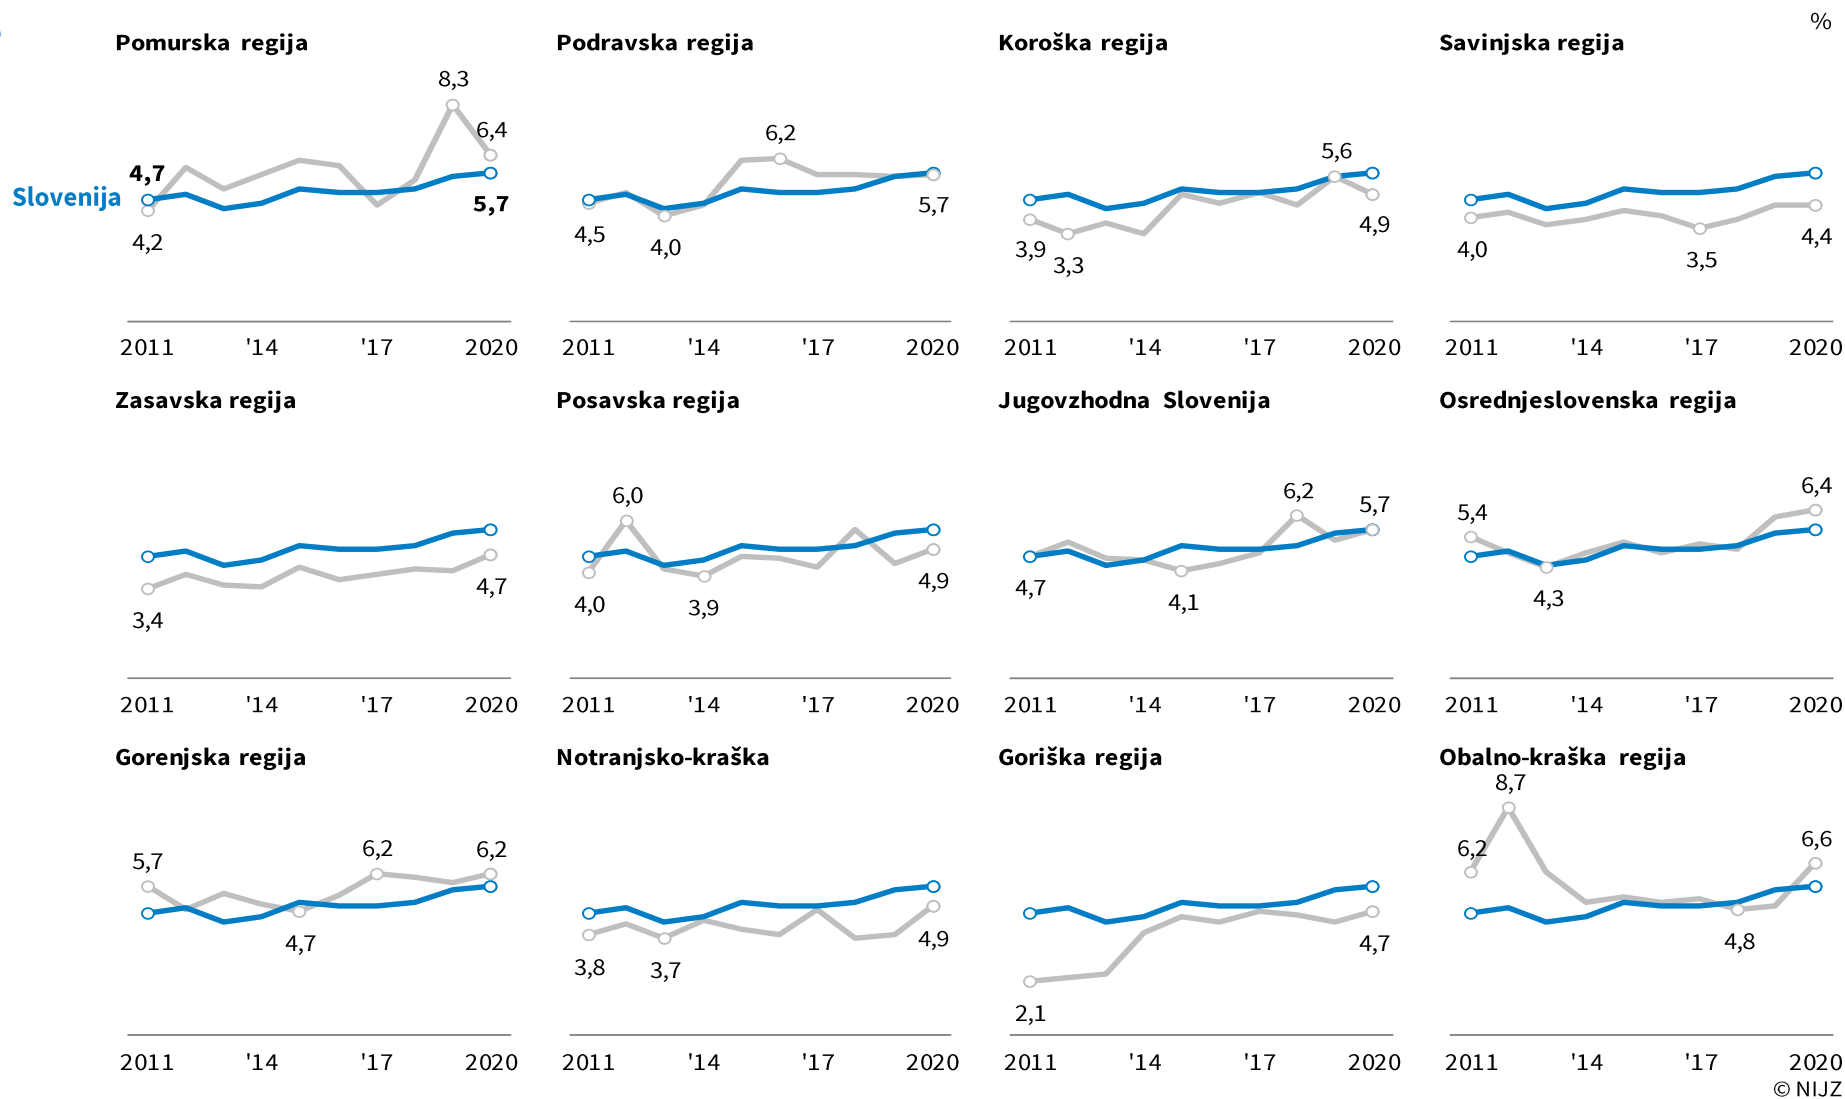 %
Pomurska regija
Podravska regija
Koroška regija
Savinjska regija
8,3
6,4
4,7
Slovenija
5,7
4,2
6,2
4,5
4,0
5,7
5,6
3,9
3,3
4,9
4,0
3,5
4,4
2011 '14 '17 2020
2011 '14 '17 2020
2011 '14 '17 2020
2011 '14 '17 2020
Zasavska regija
Posavska regija
Jugovzhodna Slovenija
Osrednjeslovenska regija
3,4
4,7
6,0
4,0
3,9
4,9
6,2
5,7
4,7
4,1
5,4
6,4
4,3
2011 '14 '17 2020
2011 '14 '17 2020
2011 '14 '17 2020
2011 '14 '17 2020
Gorenjska regija
Notranjsko-kraška
Goriška regija
Obalno-kraška regija
5,7
6,2
6,2
4,7
3,8
3,7
4,9
4,7
2,1
8,7
6,2
6,6
4,8
2011 '14 '17 2020
2011 '14 '17 2020
2011 '14 '17 2020
2011 '14 '17 2020
© NIJZ